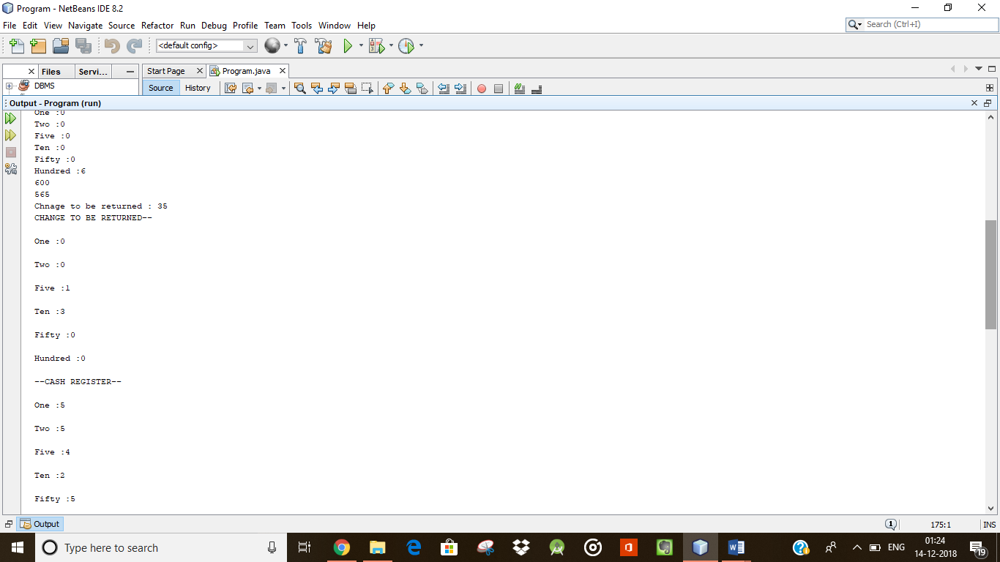 Program - NetBeans IDE 8.2
File Edit View Navigate Source Refactor Run Debug Profile Team Tools Window Help
Search (Ctrl+I)
<default config>
Files Servi... Start Page Program.java
DBMS
Source History
Output - Program (run)
One :0
Two :0
Five :0
Ten :0
Fifty :0
Hundred :6
600
565
Chnage to be returned : 35
CHANGE TO BE RETURNED--
One :0
Two :0
Five :1
Ten :3
Fifty :0
Hundred :0
--CASH REGISTER--
One :5
Two :5
Five :4
Ten :2
Fifty :5
Output
1
175:1
INS
Type here to search
ENG
01:24
14-12-2018
19